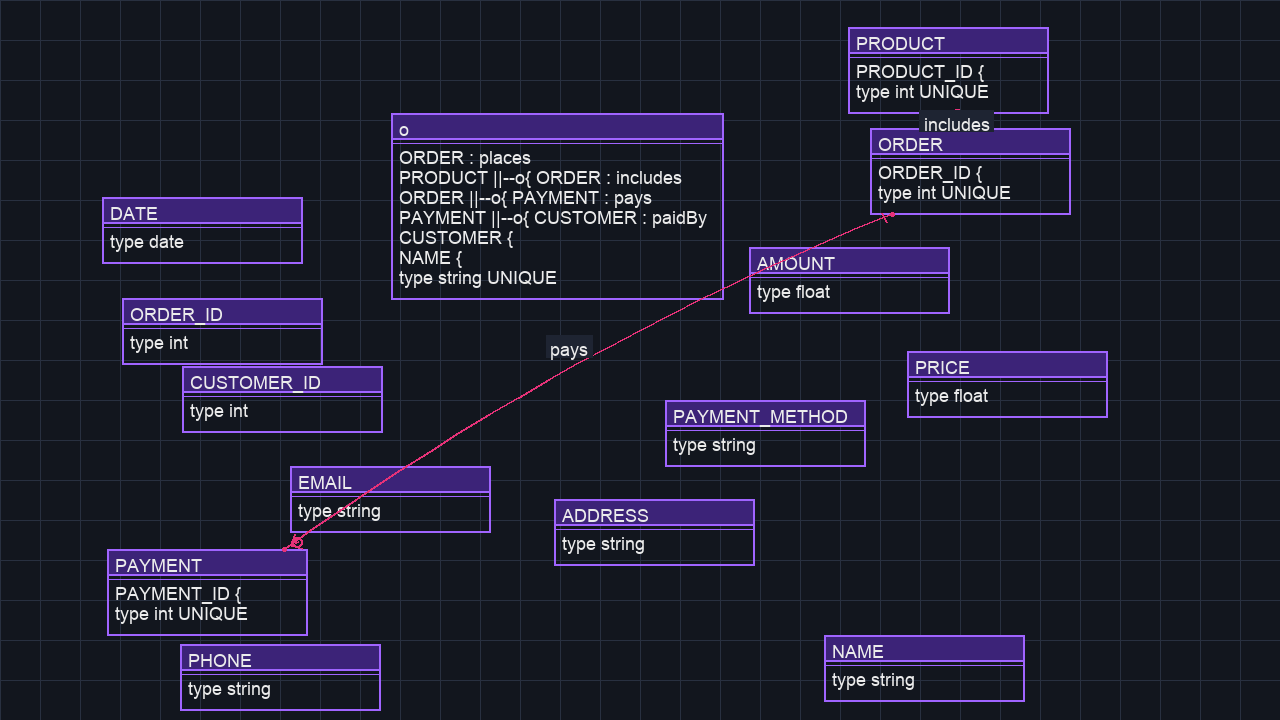 PRODUCT
PRODUCT_ID {
type int UNIQUE
includes
ORDER
ORDER_ID {
type int UNIQUE
o
ORDER : places
PRODUCT ||--o{ ORDER : includes
ORDER ||--o{ PAYMENT : pays
PAYMENT ||--o{ CUSTOMER : paidBy
CUSTOMER {
NAME {
type string UNIQUE
DATE
type date
AMOUNT
type float
ORDER_ID
type int
pays
PRICE
type float
CUSTOMER_ID
type int
PAYMENT_METHOD
type string
EMAIL
type string
ADDRESS
type string
PAYMENT
PAYMENT_ID {
type int UNIQUE
PHONE
type string
NAME
type string